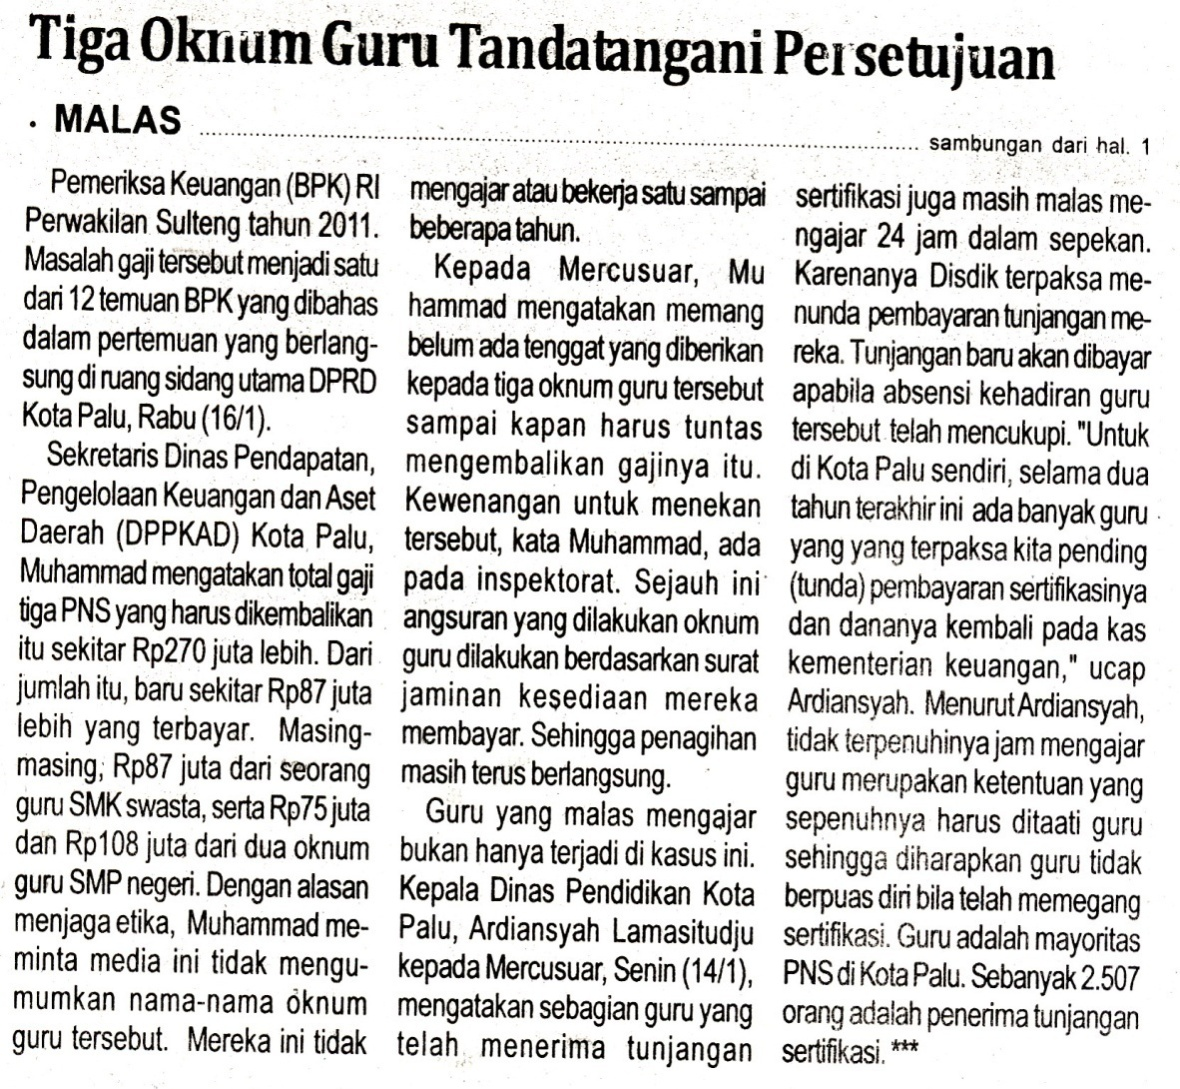 Tiga Oknum Guru Tandatangani Persetujuan
. MALAS ........................................ sambungan dari hal. 1
Pemeriksa Keuangan (BPK) RI
Perwakilan Sulteng tahun 2011.
Masalah gaji tersebut menjadi satu
dari 12 temuan BPK yang dibahas
dalam pertemuan yang berlang-
sung di ruang sidang utama DPRD
Kota Palu, Rabu (16/1).
Sekretaris Dinas Pendapatan,
Pengelolaan Keuangan dan Aset
Daerah (DPPKAD) Kota Palu,
Muhammad mengatakan total gaji
tiga PNS yang harus dikembalikan
itu sekitar Rp270 juta lebih. Dari
jumlah itu, baru sekitar Rp87 juta
lebih yang terbayar. Masing-
masing, Rp87 juta dari seorang
guru SMK swasta, serta Rp75 juta
dan Rp108 juta dari dua oknum
guru SMP negeri. Dengan alasan
menjaga etika, Muhammad me-
minta media ini tidak mengu-
mumkan nama-nama oknum
guru tersebut. Mereka ini tidak
mengajar atau bekerja satu sampai
beberapa tahun.
Kepada Mercusuar, Mu
hammad mengatakan memang
belum ada tenggat yang diberikan
kepada tiga oknum guru tersebut
sampai kapan harus tuntas
mengembalikan gajinya itu.
Kewenangan untuk menekan
tersebut, kata Muhammad, ada
pada inspektorat. Sejauh ini
angsuran yang dilakukan oknum
guru dilakukan berdasarkan surat
jaminan kesediaan mereka
membayar. Sehingga penagihan
masih terus berlangsung.
Guru yang malas mengajar
bukan hanya terjadi di kasus ini.
Kepala Dinas Pendidikan Kota
Palu, Ardiansyah Lamasitudju
kepada Mercusuar, Senin (14/1),
mengatakan sebagian guru yang
telah menerima tunjangan
sertifikasi juga masih malas me-
ngajar 24 jam dalam sepekan.
Karenanya Disdik terpaksa me-
nunda pembayaran tunjangan me-
reka. Tunjangan baru akan dibayar
apabila absensi kehadiran guru
tersebut telah mencukupi. "Untuk
di Kota Palu sendiri, selama dua
tahun terakhir ini ada banyak guru
yang yang terpaksa kita pending
(tunda) pembayaran sertifikasinya
dan dananya kembali pada kas
kementerian keuangan," ucap
Ardiansyah. Menurut Ardiansyah,
tidak terpenuhinya jam mengajar
guru merupakan ketentuan yang
sepenuhnya harus ditaati guru
sehingga diharapkan guru tidak
berpuas diri bila telah memegang
sertifikasi. Guru adalah mayoritas
PNS di Kota Palu. Sebanyak 2.507
orang adalah penerima tunjangan
sertifikasi. ***